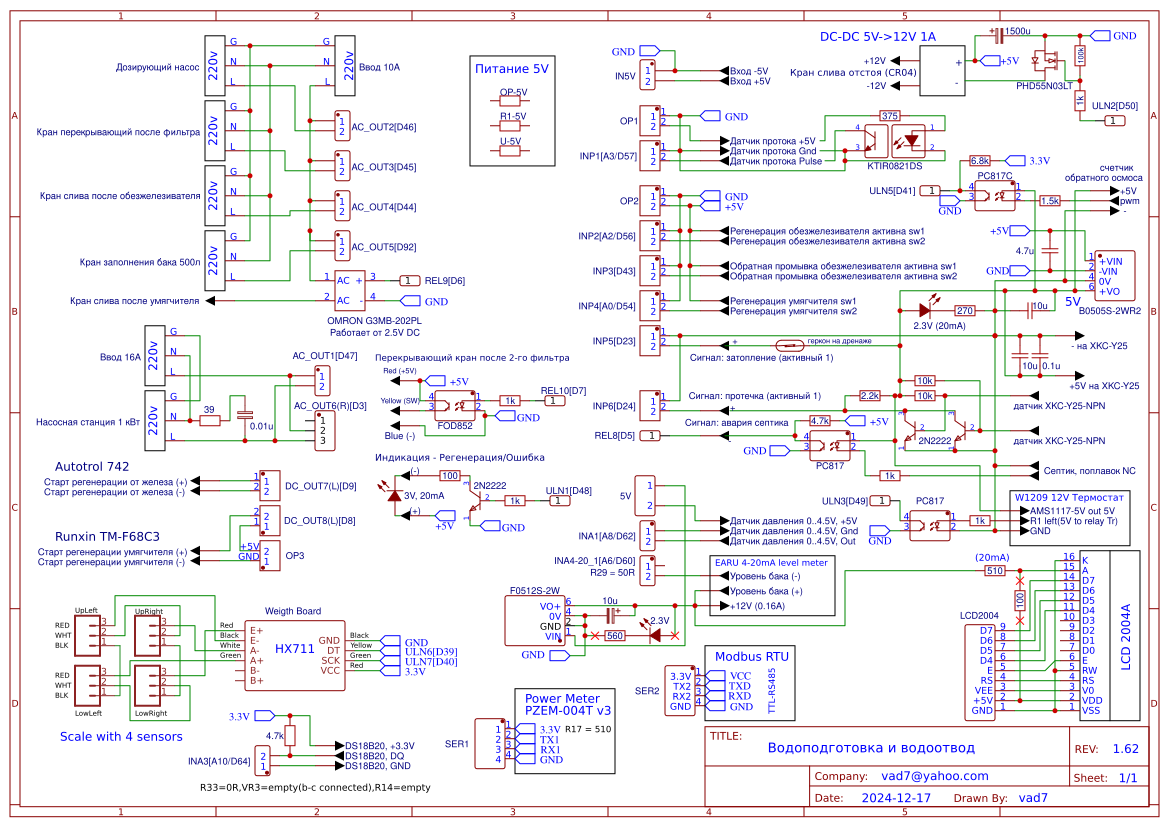 1 2 3 4 5
A
B
C
D
220v
G
N
L
Дозирующий насос
220v
G
N
L
Ввод 10А
220v
G
N
L
Кран перекрывающий после фильтра
220v
G
N
L
Кран слива после обезжелезивателя
220v
G
N
L
Кран заполнения бака 500л
Кран слива после умягчителя
1
2
AC_OUT2[D46]
1
2
AC_OUT3[D45]
1
2
AC_OUT4[D44]
1
2
AC_OUT5[D92]
1 AC + 3
2 AC - 4
1
REL9[D6]
GND
OMRON G3MB-202PL
Работает от 2.5V DC
Питание 5V
OP-5V
R1-5V
U-5V
Ввод 16А
220v
G
N
L
Насосная станция 1 кВт
220v
G
N
L
39
0.01u
AC_OUT1[D47]
1
2
AC_OUT6(R)[D3]
1
2
3
Перекрывающий кран после 2-го фильтра
Red (+5V)
+5V
Yellow (SW)
Blue (-)
4
3
1
2
FOD852
1k
REL10[D7]
1
GND
Индикация - Регенерация/Ошибка
(-)
100
3V, 20mA
2N2222
3
2
1
1k
ULN1[D48]
1
(+)
+5V
GND
Autotrol 742
Старт регенерации от железа (+)
Старт регенерации от железа (-)
1
2
DC_OUT7(L)[D9]
2
1
DC_OUT8(L)[D8]
Runxin TM-F68C3
Старт регенерации умягчителя (+)
Старт регенерации умягчителя (-)
+5V
GND
2
1
OP3
UpLeft
UpRight
RED
WHT
BLK
3
2
1
RED
WHT
BLK
LowLeft
LowRight
Scale with 4 sensors
Weigth Board
Red
Black
White
Green
E+
E-
A-
A+
B-
B+
HX711
GND
DT
SCK
VCC
Black
Yellow
Green
Red
GND
ULN6[D39]
ULN7[D40]
3.3V
3.3V
4.7k
INA3[A10/D64]
1
2
DS18B20, +3.3V
DS18B20, DQ
DS18B20, GND
R33=0R,VR3=empty(b-c connected),R14=empty
GND
IN5V
1
2
Вход -5V
Вход +5V
OP1
1
2
GND
INP1[A3/D57]
1
2
Датчик протока +5V
Датчик протока Gnd
Датчик протока Pulse
375
4
3
1
2
KTIR0821DS
OP2
1
2
GND
+5V
INP2[A2/D56]
1
2
Регенерация обезжелезивателя активна sw1
Регенерация обезжелезивателя активна sw2
INP3[D43]
1
2
Обратная промывка обезжелезивателя активна sw1
Обратная промывка обезжелезивателя активна sw2
INP4[A0/D54]
1
2
Регенерация умягчителя sw1
Регенерация умягчителя sw2
INP5[D23]
1
2
+
геркон на дренаже
Сигнал: затопление (активный 1)
INP6[D24]
1
2
Сигнал: протечка (активный 1)
+
REL8[D5]
1
Сигнал: авария септика
4.7k
+5V
GND
4
3
1
2
PC817
2.2k
10k
10k
2N2222
1k
DC-DC 5V->12V 1A
+12V
Кран слива отстоя (CR04)
-12V
+
-
+5V
1500u
GND
100k
PHD55N03LT
1k
ULN2[D50]
1
6.8k
3.3V
ULN5[D41]
1
GND
PC817C
4
3
1
2
1.5k
счетчик
обратного осмоса
+5V
pwm
-
+5V
4.7u
GND
1
2
4
6
+VIN
-VIN
0V
+VO
B0505S-2WR2
5V
2.3V (20mA)
270
10u
10u
0.1u
- на XKC-Y25
+5V на XKC-Y25
датчик XKC-Y25-NPN
датчик XKC-Y25-NPN
Септик, поплавок NC
W1209 12V Термостат
AMS1117-5V out 5V
R1 left(5V to relay Tr)
GND
ULN3[D49]
1
PC817
4
3
1
2
GND
1k
5V
1
2
INA1[A8/D62]
1
2
Датчик давления 0..4.5V, +5V
Датчик давления 0..4.5V, Gnd
Датчик давления 0..4.5V, Out
INA4-20_1[A6/D60]
R29 = 50R
1
2
EARU 4-20mA level meter
Уровень бака (-)
Уровень бака (+)
+12V (0.16A)
F0512S-2W
VO+
0V
GND
VIN
6
4
2
1
10u
560
2.3V
GND
Modbus RTU
SER2
3.3V
TX2
RX2
GND
1
2
3
4
VCC
TXD
RXD
GND
TTL-RS485
Power Meter
PZEM-004T v3
SER1
1
2
3
4
3.3V
TX1
RX1
GND
R17 = 510
(20mA)
510
100
LCD2004
D7
D6
D5
D4
E
RS
VEE
+5V
GND
9
8
7
6
5
4
3
2
1
16
15
14
13
12
11
10
9
8
7
6
5
4
3
2
1
K
A
D7
D6
D5
D4
D3
D2
D1
D0
E
RW
RS
V0
VDD
VSS
LCD 2004A
TITLE:
Водоподготовка и водоотвод
REV: 1.62
Company: vad7@yahoo.com
Sheet: 1/1
Date: 2024-12-17
Drawn By: vad7
1 2 3 4 5